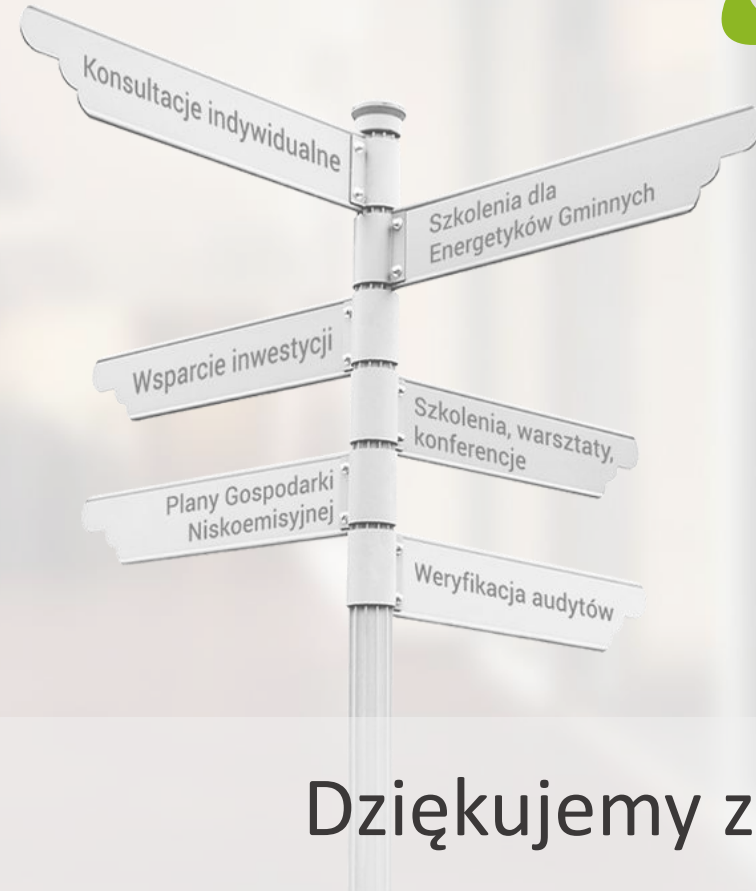 Konsultacje indywidualne
Szkolenia dla
Energetyków Gminnych
Wsparcie inwestycji
Szkolenia, warsztaty,
konferencje
Plany Gospodarki
Niskoemisyjnej
Weryfikacja audytów
Dziękujemy z